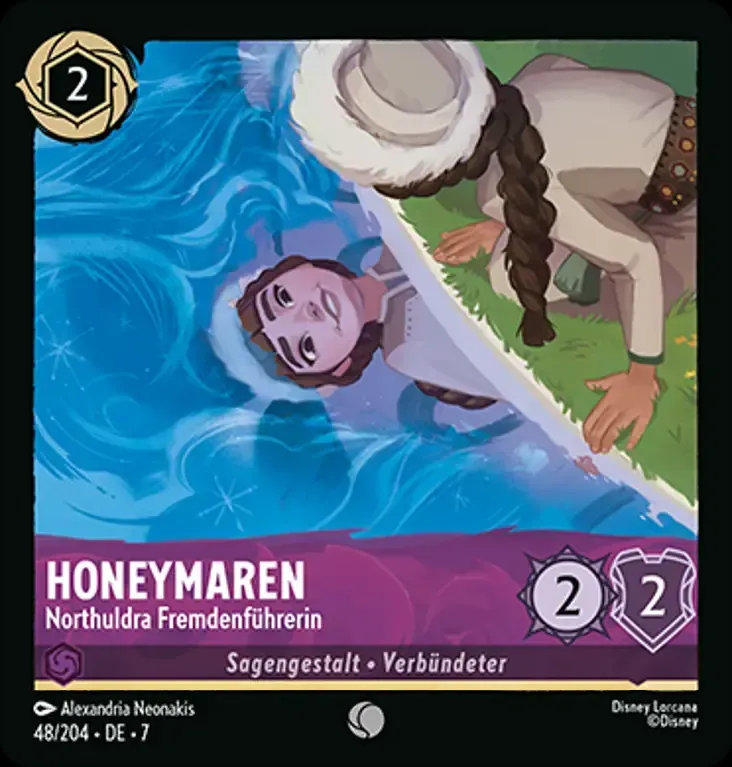 2
HONEYMAREN
Northuldra Fremdenführerin
2
2
Sagengestalt • Verbündeter
Alexandria Neonakis
48/204 • DE • 7
Disney Lorcana
©Disney